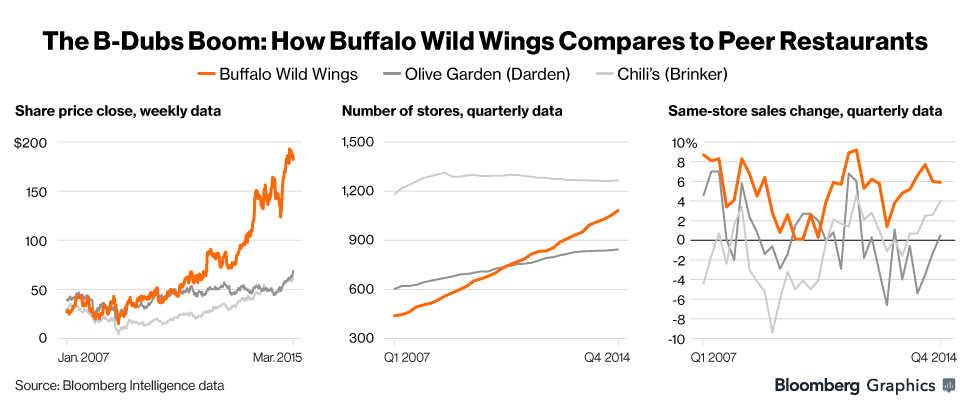 The B-Dubs Boom: How Buffalo Wild Wings Compares to Peer Restaurants
Buffalo Wild Wings Olive Garden (Darden) Chili's (Brinker)
Share price close, weekly data
$200
150
100
50
0
Jan. 2007 Mar. 2015
Number of stores, quarterly data
1,500
1,200
900
600
300
Q1 2007 Q4 2014
Same-store sales change, quarterly data
10%
8
6
4
2
0
-2
-4
-6
-8
-10
Q1 2007 Q4 2014
Source: Bloomberg Intelligence data
Bloomberg Graphics